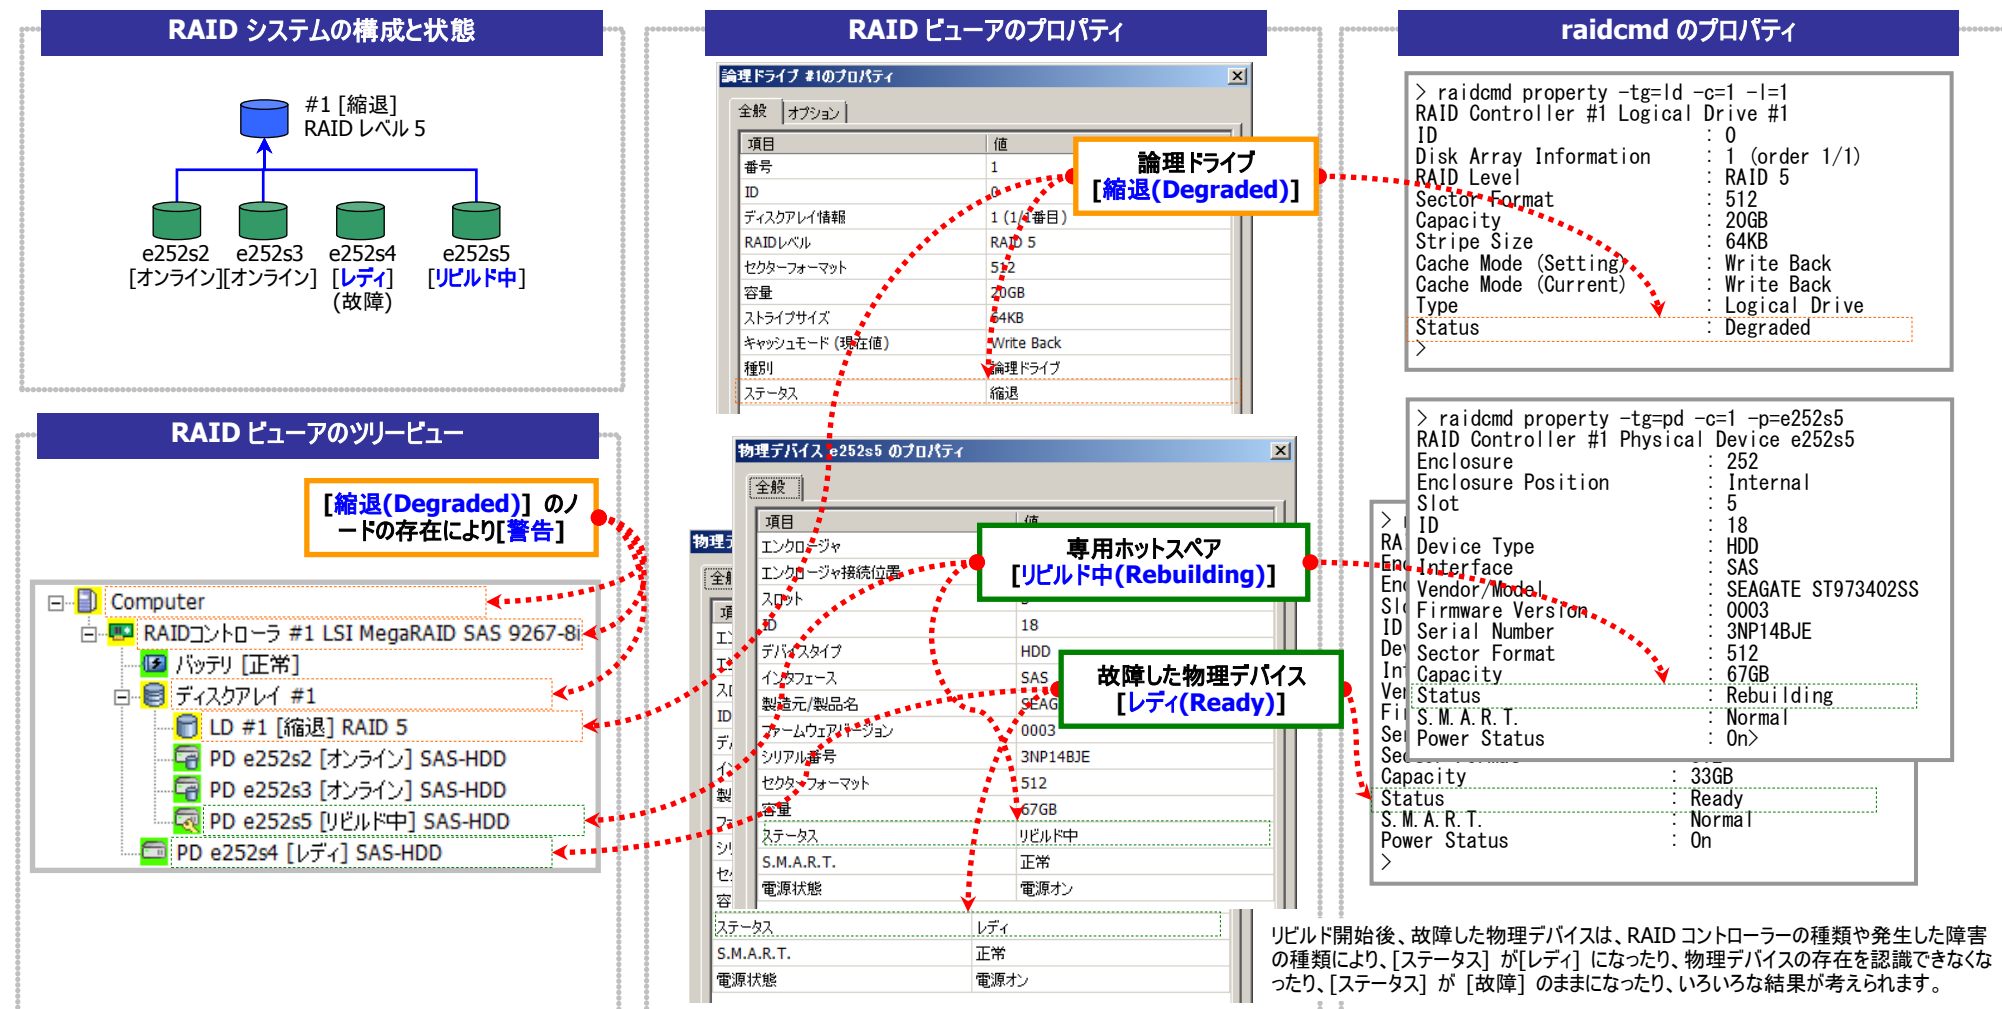 RAID システムの構成と状態
#1 [縮退]
RAID レベル 5
e252s2
[オンライン]
e252s3
[オンライン]
e252s4
[レディ]
(故障)
e252s5
[リビルド中]
RAID ビューアのツリービュー
[縮退(Degraded)] のノ
ードの存在により[警告]
Computer
RAIDコントローラ #1 LSI MegaRAID SAS 9267-8i
バッテリ [正常]
ディスクアレイ #1
LD #1 [縮退] RAID 5
PD e252s2 [オンライン] SAS-HDD
PD e252s3 [オンライン] SAS-HDD
PD e252s5 [リビルド中] SAS-HDD
PD e252s4 [レディ] SAS-HDD
RAID ビューアのプロパティ
論理ドライブ #1のプロパティ
全般 オプション
項目 値
番号 1
ID 0
ディスクアレイ情報 1 (1/1番目)
RAIDレベル RAID 5
セクターフォーマット 512
容量 20GB
ストライプサイズ 64KB
キャッシュモード (現在値) Write Back
種別 論理ドライブ
ステータス 縮退
論理ドライブ
[縮退(Degraded)]
物理デバイス e252s5 のプロパティ
全般
項目 値
エンクロージャ
エンクロージャ接続位置
スロット
ID 18
デバイスタイプ HDD
インタフェース SAS
製造元/製品名 SEAG
ファームウェアバージョン 0003
シリアル番号 3NP14BJE
セクターフォーマット 512
容量 67GB
ステータス リビルド中
S.M.A.R.T. 正常
電源状態 電源オン
専用ホットスペア
[リビルド中(Rebuilding)]
故障した物理デバイス
[レディ(Ready)]
ステータス レディ
S.M.A.R.T. 正常
電源状態 電源オン
raidcmd のプロパティ
> raidcmd property -tg=ld -c=1 -l=1
RAID Controller #1 Logical Drive #1
ID : 0
Disk Array Information : 1 (order 1/1)
RAID Level : RAID 5
Sector Format : 512
Capacity : 20GB
Stripe Size : 64KB
Cache Mode (Setting) : Write Back
Cache Mode (Current) : Write Back
Type : Logical Drive
Status : Degraded
>
> raidcmd property -tg=pd -c=1 -p=e252s5
RAID Controller #1 Physical Device e252s5
Enclosure : 252
Enclosure Position : Internal
Slot : 5
ID : 18
Device Type : HDD
Interface : SAS
Vendor/Model : SEAGATE ST973402SS
Firmware Version : 0003
Serial Number : 3NP14BJE
Sector Format : 512
Capacity : 67GB
Status : Rebuilding
S.M.A.R.T. : Normal
Power Status : On>
Capacity : 33GB
Status : Ready
S.M.A.R.T. : Normal
Power Status : On
>
リビルド開始後、故障した物理デバイスは、RAID コントローラーの種類や発生した障害
の種類により、[ステータス] が[レディ] になったり、物理デバイスの存在を認識できなくな
ったり、[ステータス] が [故障] のままになったり、いろいろな結果が考えられます。